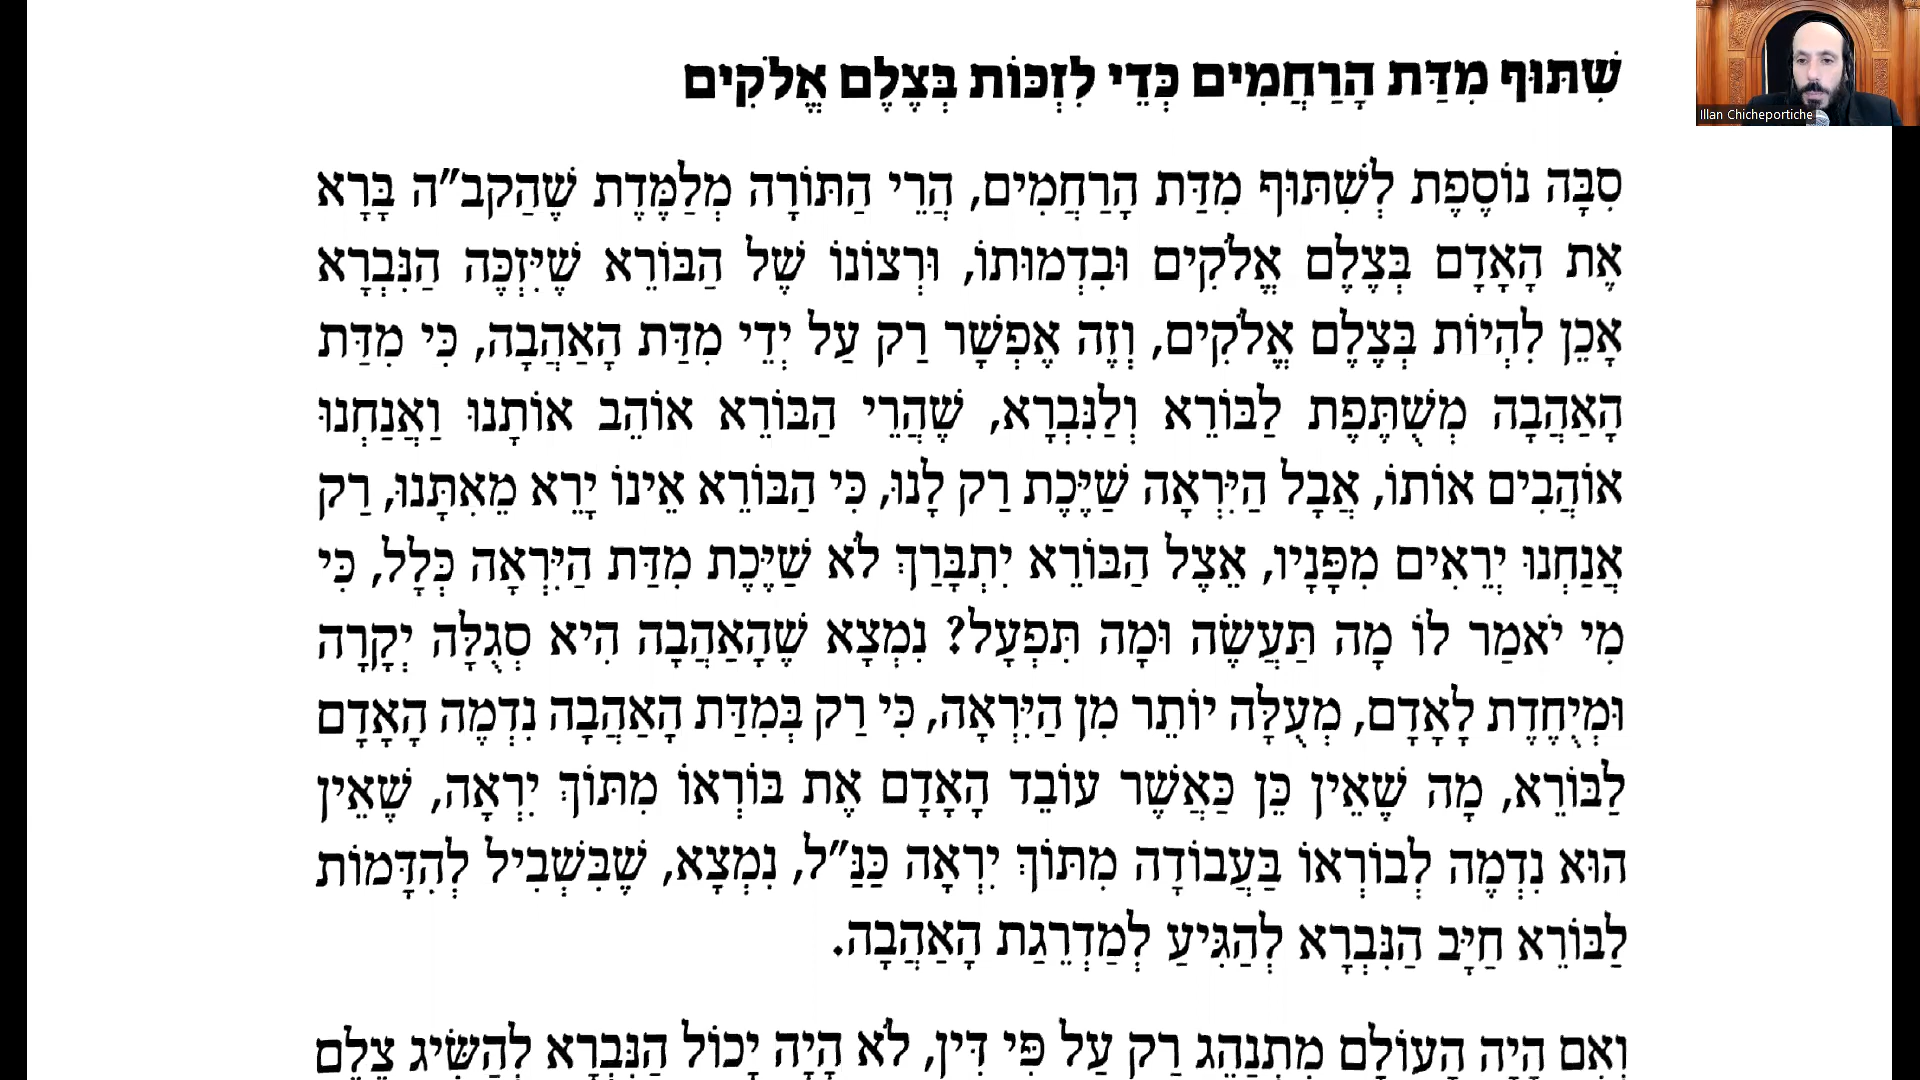 שִׁתּוּף מִדַּת הָרַחֲמִים כְּדֵי לִזְכּוֹת בְּצֶלֶם אֱלֹקִים
Illan Chicheportiche
סִבָּה נוֹסֶפֶת לְשִׁתּוּף מִדַּת הָרַחֲמִים, הֲרֵי הַתּוֹרָה מְלַמֶּדֶת שֶׁהַקב"ה בָּרָא
אֶת הָאָדָם בְּצֶלֶם אֱלֹקִים וּבִדְמוּתוֹ, וּרְצוֹנוֹ שֶׁל הַבּוֹרֵא שֶׁיִּזְכֶּה הַנִּבְרָא
אָכֵן לִהְיוֹת בְּצֶלֶם אֱלֹקִים, וְזֶה אֶפְשָׁר רַק עַל יְדֵי מִדַּת הָאַהֲבָה, כִּי מִדַּת
הָאַהֲבָה מְשֻׁתֶּפֶת לַבּוֹרֵא וְלַנִּבְרָא, שֶׁהֲרֵי הַבּוֹרֵא אוֹהֵב אוֹתָנוּ וַאֲנַחְנוּ
אוֹהֲבִים אוֹתוֹ, אֲבָל הַיִּרְאָה שַׁיֶּכֶת רַק לָנוּ, כִּי הַבּוֹרֵא אֵינוֹ יָרֵא מֵאִתָּנוּ, רַק
אֲנַחְנוּ יְרֵאִים מִפָּנָיו, אֵצֶל הַבּוֹרֵא יִתְבָּרַךְ לֹא שַׁיֶּכֶת מִדַּת הַיִּרְאָה כְּלָל, כִּי
מִי יֹאמַר לוֹ מָה תַּעֲשֶׂה וּמָה תִּפְעָל? נִמְצָא שֶׁהָאַהֲבָה הִיא סְגֻלָּה יְקָרָה
וּמְיֻחֶדֶת לָאָדָם, מְעֻלָּה יוֹתֵר מִן הַיִּרְאָה, כִּי רַק בְּמִדַּת הָאַהֲבָה נִדְמֶה הָאָדָם
לַבּוֹרֵא, מָה שֶׁאֵין כֵּן כַּאֲשֶׁר עוֹבֵד הָאָדָם אֶת בּוֹרְאוֹ מִתּוֹךְ יִרְאָה, שֶׁאֵין
הוּא נִדְמֶה לְבוֹרְאוֹ בַּעֲבוֹדָה מִתּוֹךְ יִרְאָה כַּנַּ"ל, נִמְצָא, שֶׁבִּשְׁבִיל לְהִדָּמוֹת
לַבּוֹרֵא חַיָּב הַנִּבְרָא לְהַגִּיעַ לְמַדְרֵגַת הָאַהֲבָה.
וְאִם הָיָה הָעוֹלָם מִתְנַהֵג רַק עַל פִּי דִּין, לֹא הָיָה יָכוֹל הַנִּבְרָא לְהַשִּׂיג צֶלֶם